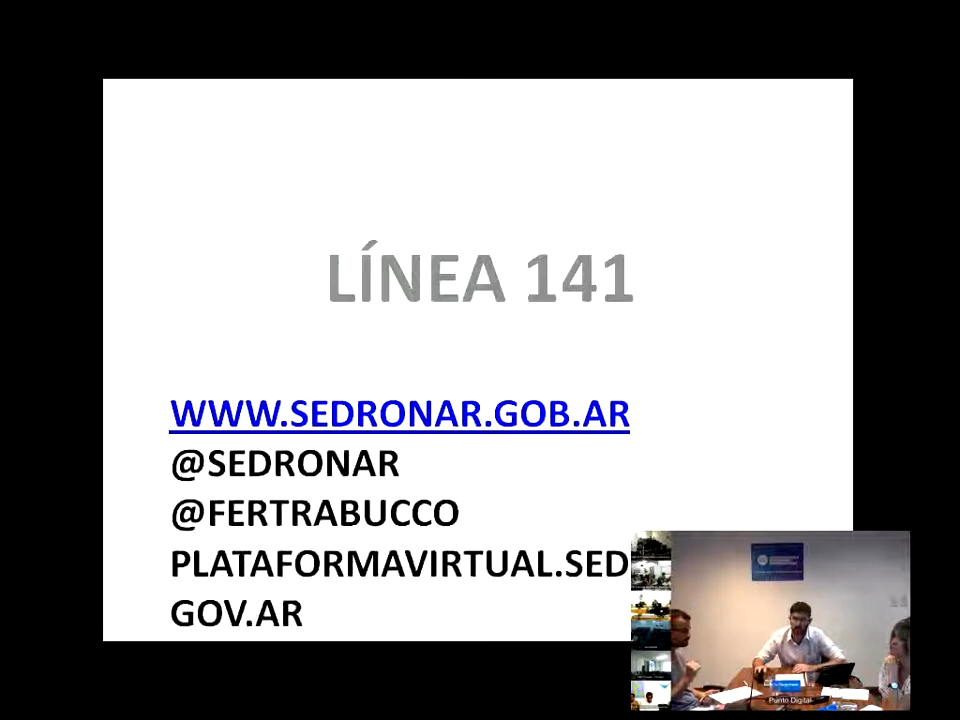 LÍNEA 141
WWW.SEDRONAR.GOB.AR
@SEDRONAR
@FERTRABUCCO
PLATAFORMAVIRTUAL.SED
GOV.AR
Punto Digital